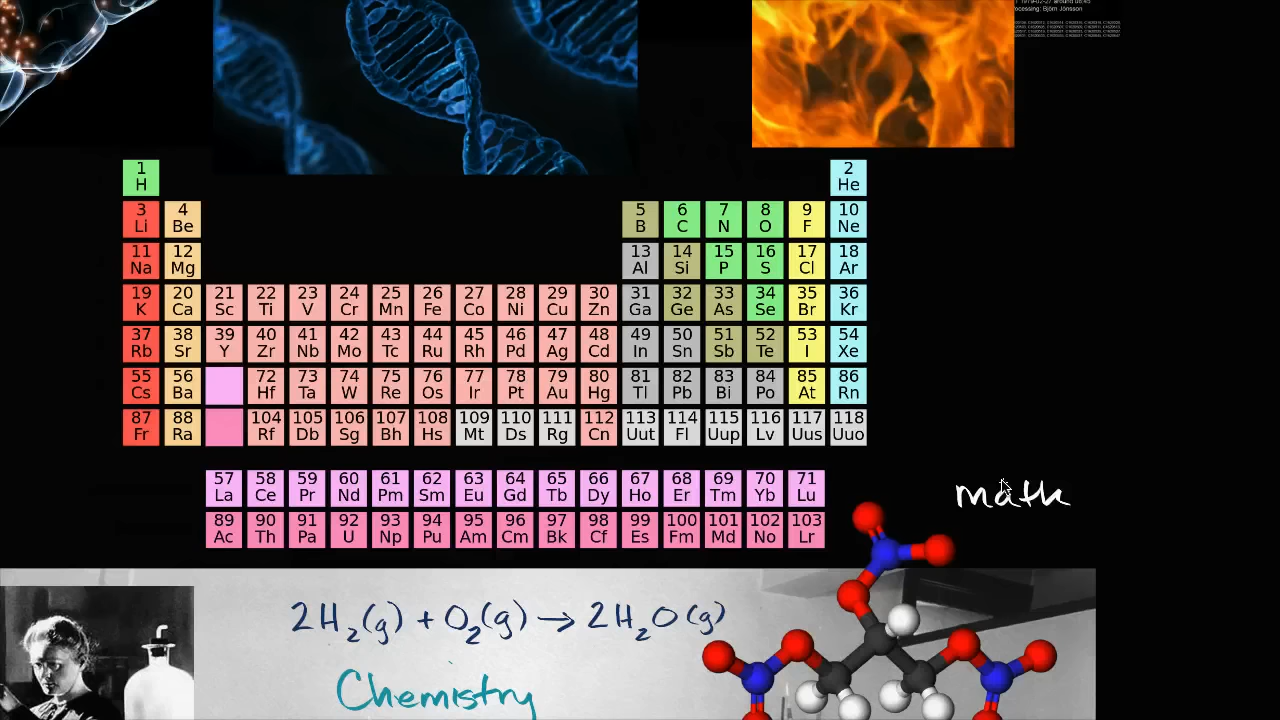 Processing: Björn Jónsson
1 H 2 He
3 Li 4 Be 5 B 6 C 7 N 8 O 9 F 10 Ne
11 Na 12 Mg 13 Al 14 Si 15 P 16 S 17 Cl 18 Ar
19 K 20 Ca 21 Sc 22 Ti 23 V 24 Cr 25 Mn 26 Fe 27 Co 28 Ni 29 Cu 30 Zn 31 Ga 32 Ge 33 As 34 Se 35 Br 36 Kr
37 Rb 38 Sr 39 Y 40 Zr 41 Nb 42 Mo 43 Tc 44 Ru 45 Rh 46 Pd 47 Ag 48 Cd 49 In 50 Sn 51 Sb 52 Te 53 I 54 Xe
55 Cs 56 Ba 72 Hf 73 Ta 74 W 75 Re 76 Os 77 Ir 78 Pt 79 Au 80 Hg 81 Tl 82 Pb 83 Bi 84 Po 85 At 86 Rn
87 Fr 88 Ra 104 Rf 105 Db 106 Sg 107 Bh 108 Hs 109 Mt 110 Ds 111 Rg 112 Cn 113 Uut 114 Fl 115 Uup 116 Lv 117 Uus 118 Uuo
57 La 58 Ce 59 Pr 60 Nd 61 Pm 62 Sm 63 Eu 64 Gd 65 Tb 66 Dy 67 Ho 68 Er 69 Tm 70 Yb 71 Lu
89 Ac 90 Th 91 Pa 92 U 93 Np 94 Pu 95 Am 96 Cm 97 Bk 98 Cf 99 Es 100 Fm 101 Md 102 No 103 Lr
math
2H₂(g) + O₂(g) → 2H₂O(g)
Chemistry